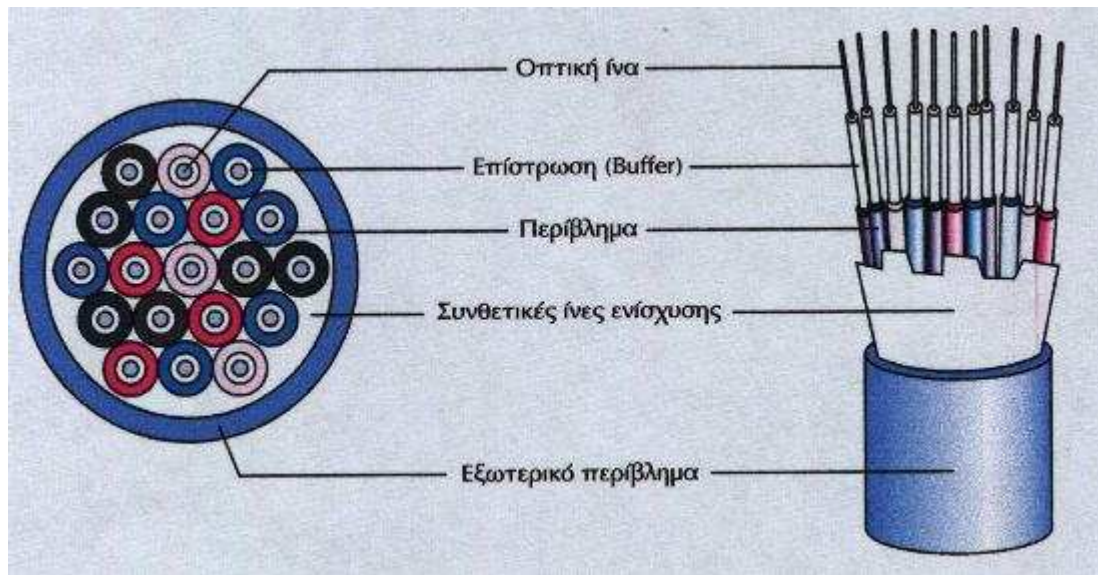 Οπτική ίνα
Επίστρωση (Buffer)
Περίβλημα
Συνθετικές ίνες ενίσχυσης
Εξωτερικό περίβλημα